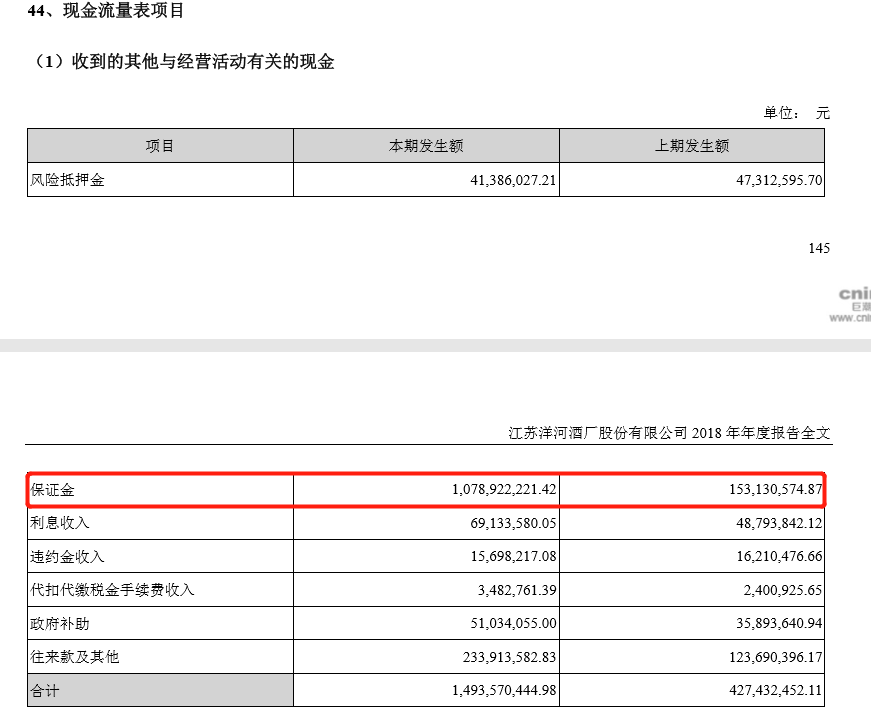 44、现金流量表项目
（1）收到的其他与经营活动有关的现金
单位： 元
项目 本期发生额 上期发生额
风险抵押金 41,386,027.21 47,312,595.70
145
cni
巨潮
www.cni
江苏洋河酒厂股份有限公司 2018 年年度报告全文
保证金 1,078,922,221.42 153,130,574.87
利息收入 69,133,580.05 48,793,842.12
违约金收入 15,698,217.08 16,210,476.66
代扣代缴税金手续费收入 3,482,761.39 2,400,925.65
政府补助 51,034,055.00 35,893,640.94
往来款及其他 233,913,582.83 123,690,396.17
合计 1,493,570,444.98 427,432,452.11